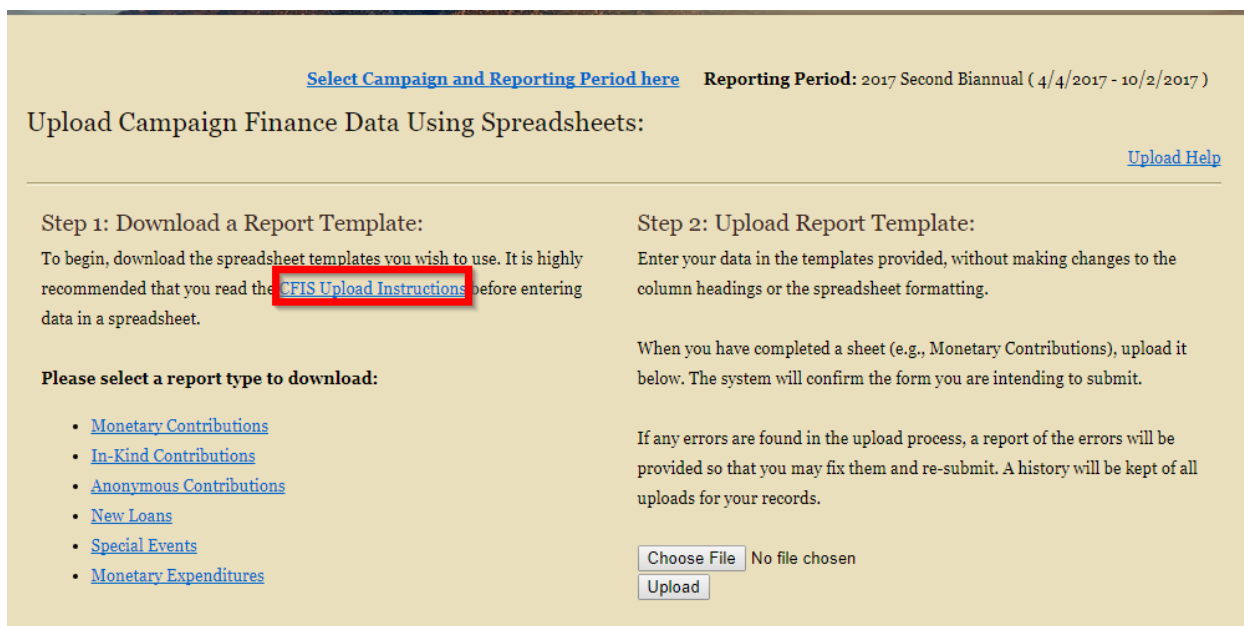 Select Campaign and Reporting Period here Reporting Period: 2017 Second Biannual ( 4/4/2017 - 10/2/2017 )
Upload Campaign Finance Data Using Spreadsheets:
Upload Help
Step 1: Download a Report Template:
To begin, download the spreadsheet templates you wish to use. It is highly
recommended that you read the CFIS Upload Instructions before entering
data in a spreadsheet.
Please select a report type to download:
• Monetary Contributions
• In-Kind Contributions
• Anonymous Contributions
• New Loans
• Special Events
• Monetary Expenditures
Step 2: Upload Report Template:
Enter your data in the templates provided, without making changes to the
column headings or the spreadsheet formatting.
When you have completed a sheet (e.g., Monetary Contributions), upload it
below. The system will confirm the form you are intending to submit.
If any errors are found in the upload process, a report of the errors will be
provided so that you may fix them and re-submit. A history will be kept of all
uploads for your records.
Choose File No file chosen
Upload